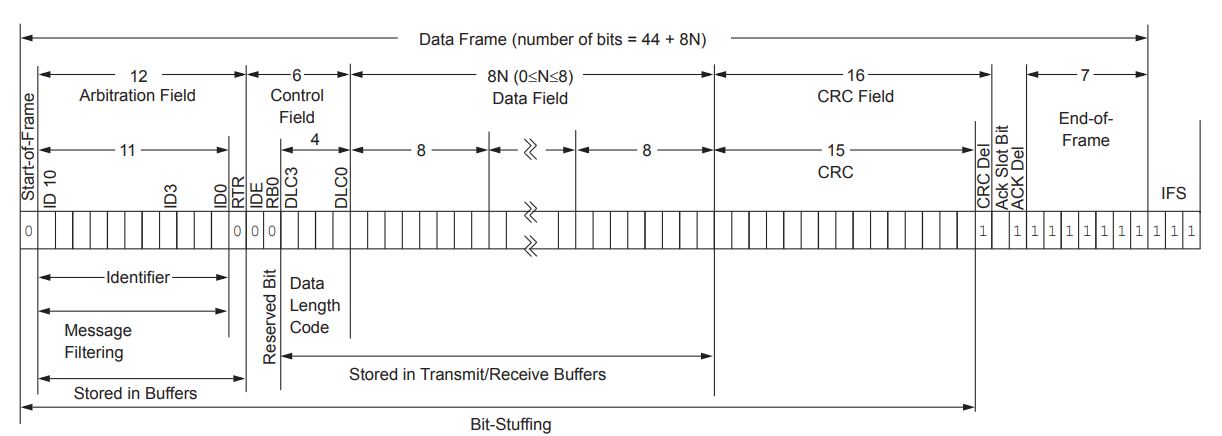 Data Frame (number of bits = 44 + 8N)
12
Arbitration Field
6
Control
Field
8N (0≤N≤8)
Data Field
16
CRC Field
7
End-of-
Frame
11
4
8
8
15
CRC
Start-of-Frame
ID 10
ID3
ID0
RTR
IDE
RB0
DLC3
DLC0
CRC Del
Ack Slot Bit
ACK Del
IFS
0 0 0 0 1 1 1 1 1 1 1 1 1 1 1 1
Identifier
Message
Filtering
Stored in Buffers
Reserved Bit
Data
Length
Code
Stored in Transmit/Receive Buffers
Bit-Stuffing